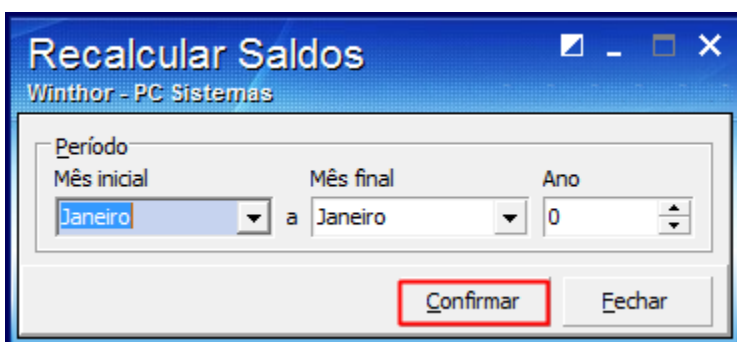 Recalcular Saldos
Winthor - PC Sistemas
Período
Mês inicial Mês final Ano
Janeiro a Janeiro 0
Confirmar Fechar